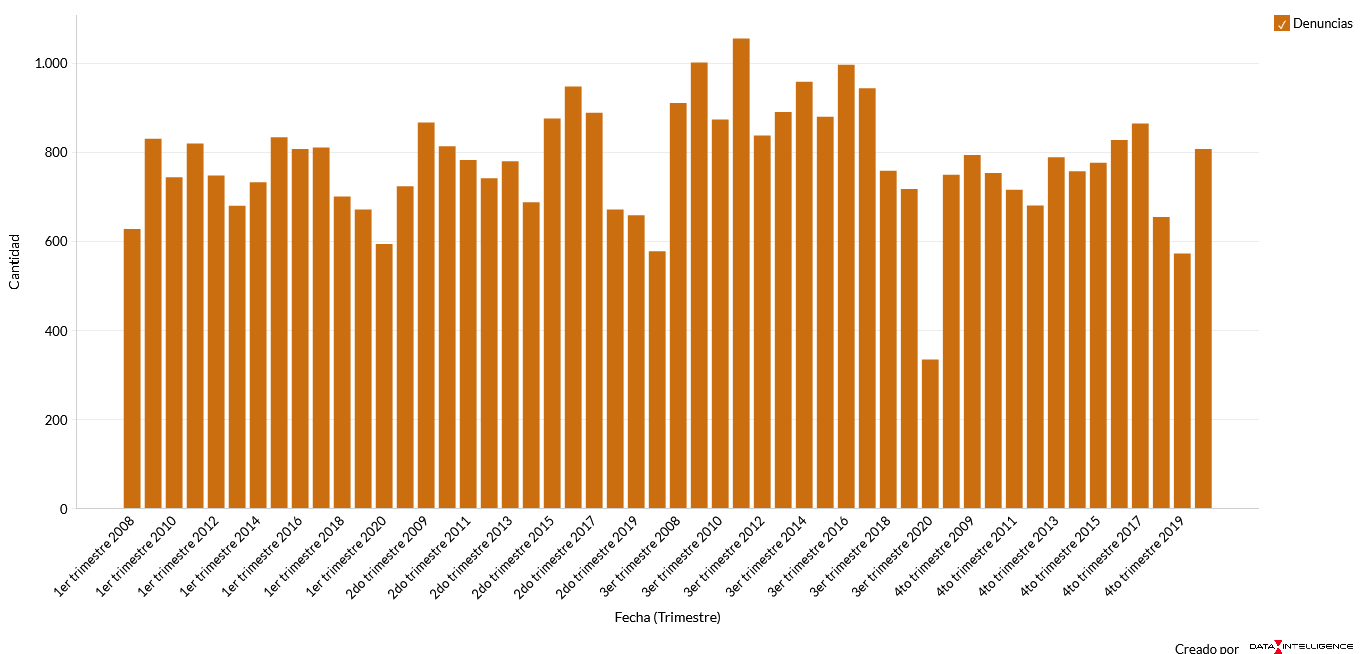 Denuncias
Cantidad
1.000
800
600
400
200
0
1er trimestre 2008
1er trimestre 2010
1er trimestre 2012
1er trimestre 2014
1er trimestre 2016
1er trimestre 2018
1er trimestre 2020
2do trimestre 2009
2do trimestre 2011
2do trimestre 2013
2do trimestre 2015
2do trimestre 2017
2do trimestre 2019
3er trimestre 2008
3er trimestre 2010
3er trimestre 2012
3er trimestre 2014
3er trimestre 2016
3er trimestre 2018
3er trimestre 2020
4to trimestre 2009
4to trimestre 2011
4to trimestre 2013
4to trimestre 2015
4to trimestre 2017
4to trimestre 2019
Fecha (Trimestre)
Creado por DATA INTELLIGENCE